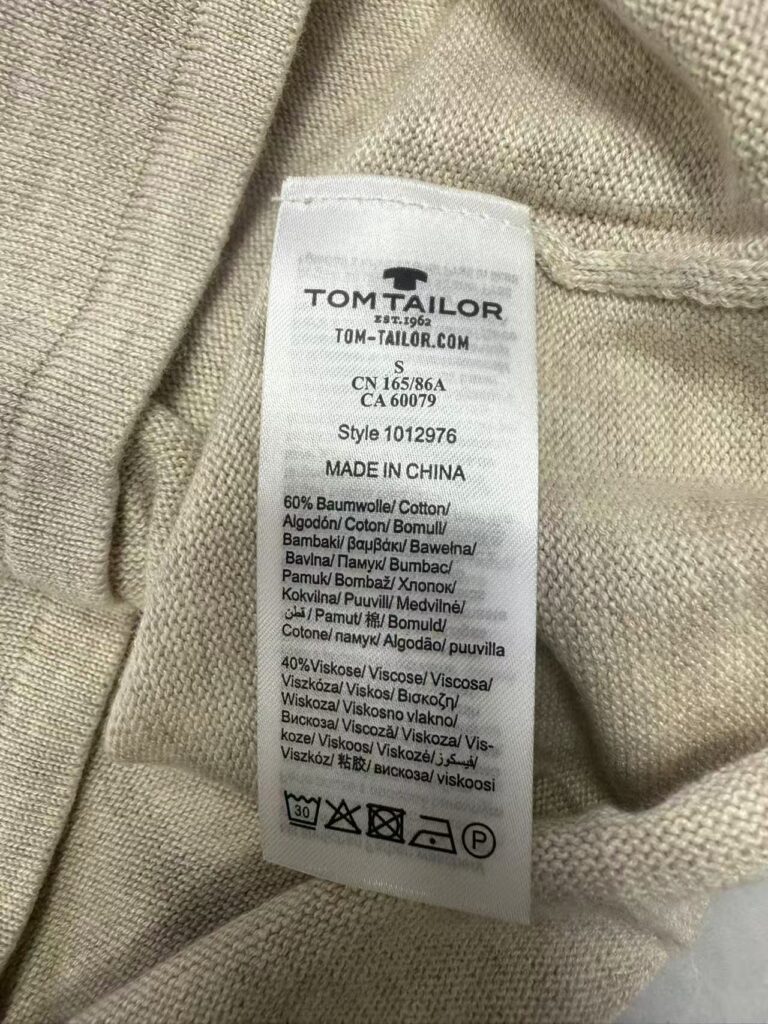 TOM TAILOR
EST.1962
TOM-TAILOR.COM
S
CN 165/86A
CA 60079
Style 1012976
MADE IN CHINA
60% Baumwolle/ Cotton/
Algodón/ Coton/ Bomull/
Bambaki/ βαμβάκι/ Bawełna/
Bavlna/ Памук/ Bumbac/
Pamuk/ Bombaž/ Хлопок/
Kokvilna/ Puuvill/ Medvilnė/
قطن/ Pamut/ 棉/ Bomuld/
Cotone/ памук/ Algodão/ puuvilla
40%Viskose/ Viscose/ Viscosa/
Viszkóza/ Viskos/ Βισκοζη/
Wiskoza/ Viskosno vlakno/
Вискоза/ Viscoză/ Viskoza/ Vis-
koze/ Viskoos/ Viskozė/فيسكوز/
Viszkóz/ 粘胶/ вискоза/ viskoosi
30
P